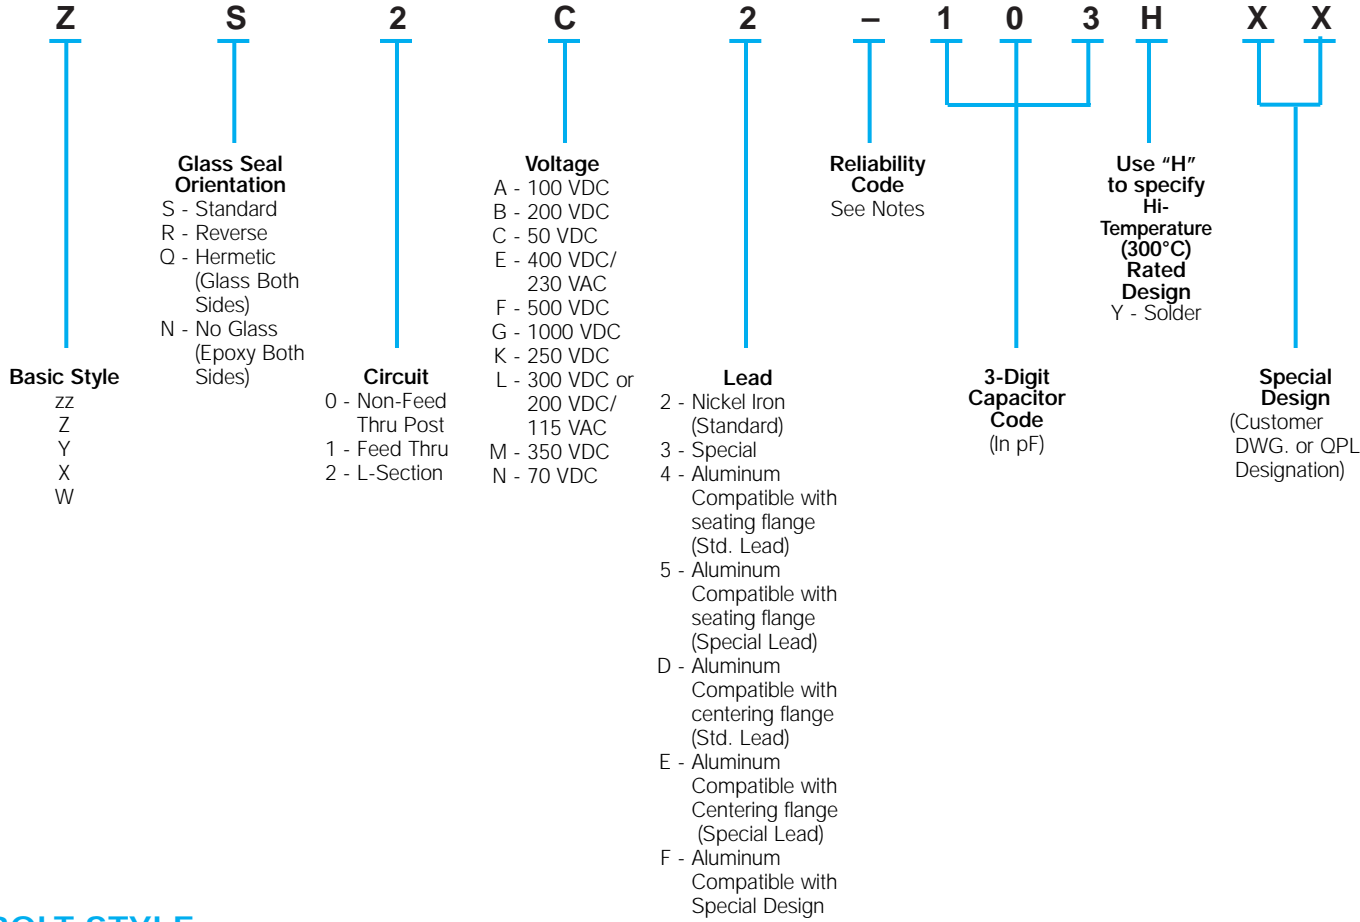 Z S 2 C 2 – 1 0 3 H X X
Glass Seal
Orientation
S - Standard
R - Reverse
Q - Hermetic
(Glass Both
Sides)
N - No Glass
(Epoxy Both
Sides)
Voltage
A - 100 VDC
B - 200 VDC
C - 50 VDC
E - 400 VDC/
230 VAC
F - 500 VDC
G - 1000 VDC
K - 250 VDC
L - 300 VDC or
200 VDC/
115 VAC
M - 350 VDC
N - 70 VDC
Reliability
Code
See Notes
Use “H”
to specify
Hi-
Temperature
(300°C)
Rated
Design
Y - Solder
Basic Style
ZZ
Z
Y
X
W
Circuit
0 - Non-Feed
Thru Post
1 - Feed Thru
2 - L-Section
Lead
2 - Nickel Iron
(Standard)
3 - Special
4 - Aluminum
Compatible with
seating flange
(Std. Lead)
5 - Aluminum
Compatible with
seating flange
(Special Lead)
D - Aluminum
Compatible with
centering flange
(Std. Lead)
E - Aluminum
Compatible with
Centering flange
(Special Lead)
F - Aluminum
Compatible with
Special Design
3-Digit
Capacitor
Code
(In pF)
Special
Design
(Customer
DWG. or QPL
Designation)